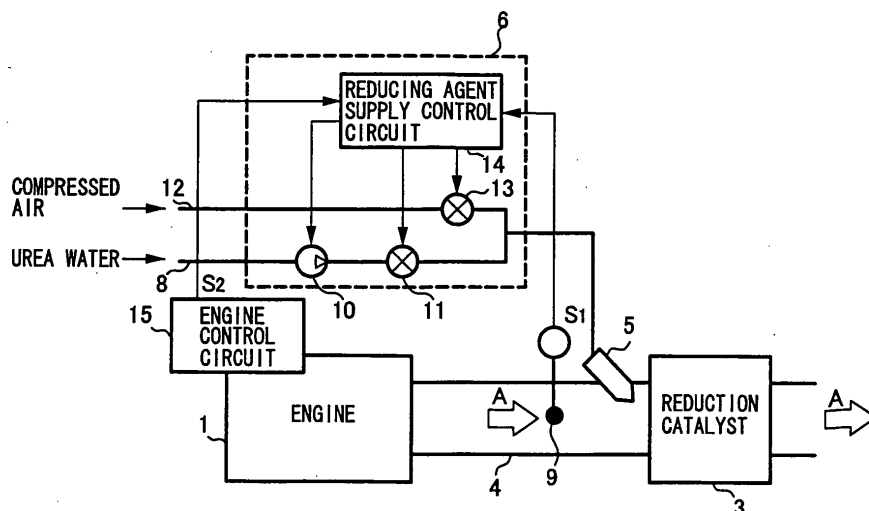 6
REDUCING AGENT
SUPPLY CONTROL
CIRCUIT
14
COMPRESSED
AIR
12
13
UREA WATER
8
S2
10
11
15
ENGINE
CONTROL
CIRCUIT
S1
5
1
ENGINE
A
9
4
REDUCTION
CATALYST
3
A